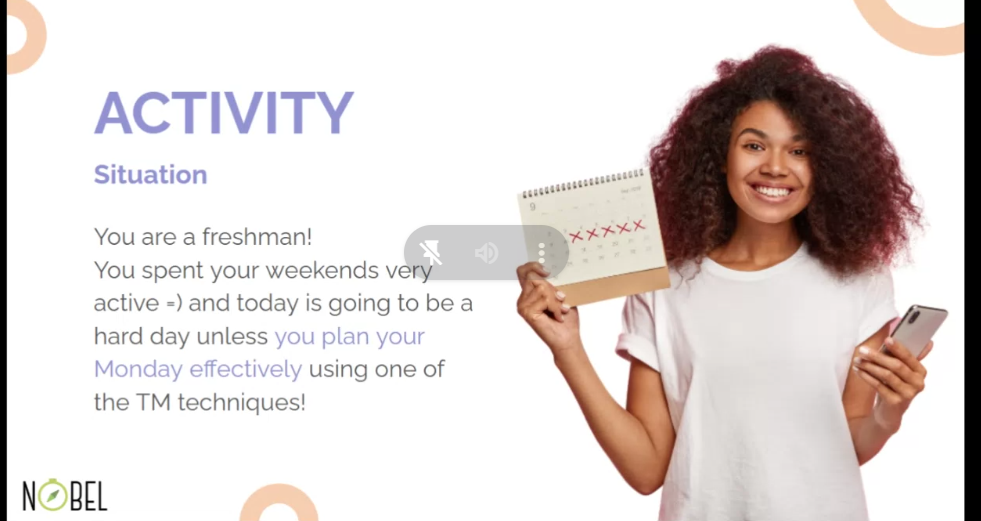 ACTIVITY
Situation
You are a freshman!
You spent your weekends very
active =) and today is going to be a
hard day unless you plan your
Monday effectively using one of
the TM techniques!
9
NOBEL